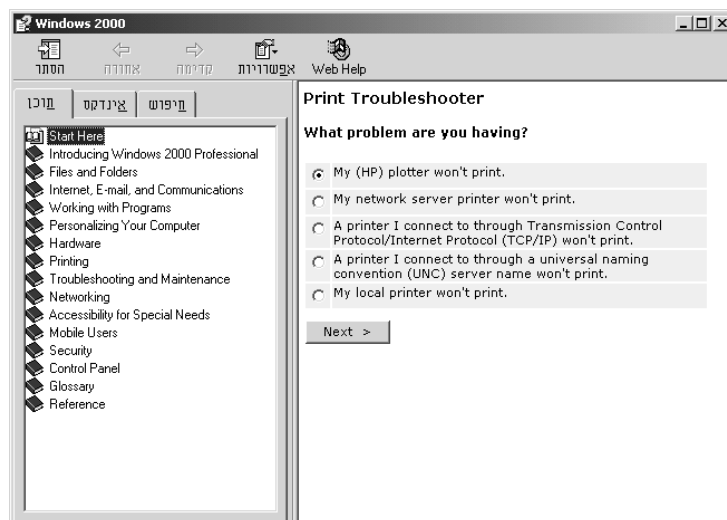 Windows 2000
הסתר אחורה קדימה אפשרויות Web Help
תוכן אינדקס חיפוש
Start Here
Introducing Windows 2000 Professional
Files and Folders
Internet, E-mail, and Communications
Working with Programs
Personalizing Your Computer
Hardware
Printing
Troubleshooting and Maintenance
Networking
Accessibility for Special Needs
Mobile Users
Security
Control Panel
Glossary
Reference
Print Troubleshooter
What problem are you having?
My (HP) plotter won't print.
My network server printer won't print.
A printer I connect to through Transmission Control
Protocol/Internet Protocol (TCP/IP) won't print.
A printer I connect to through a universal naming
convention (UNC) server name won't print.
My local printer won't print.
Next >